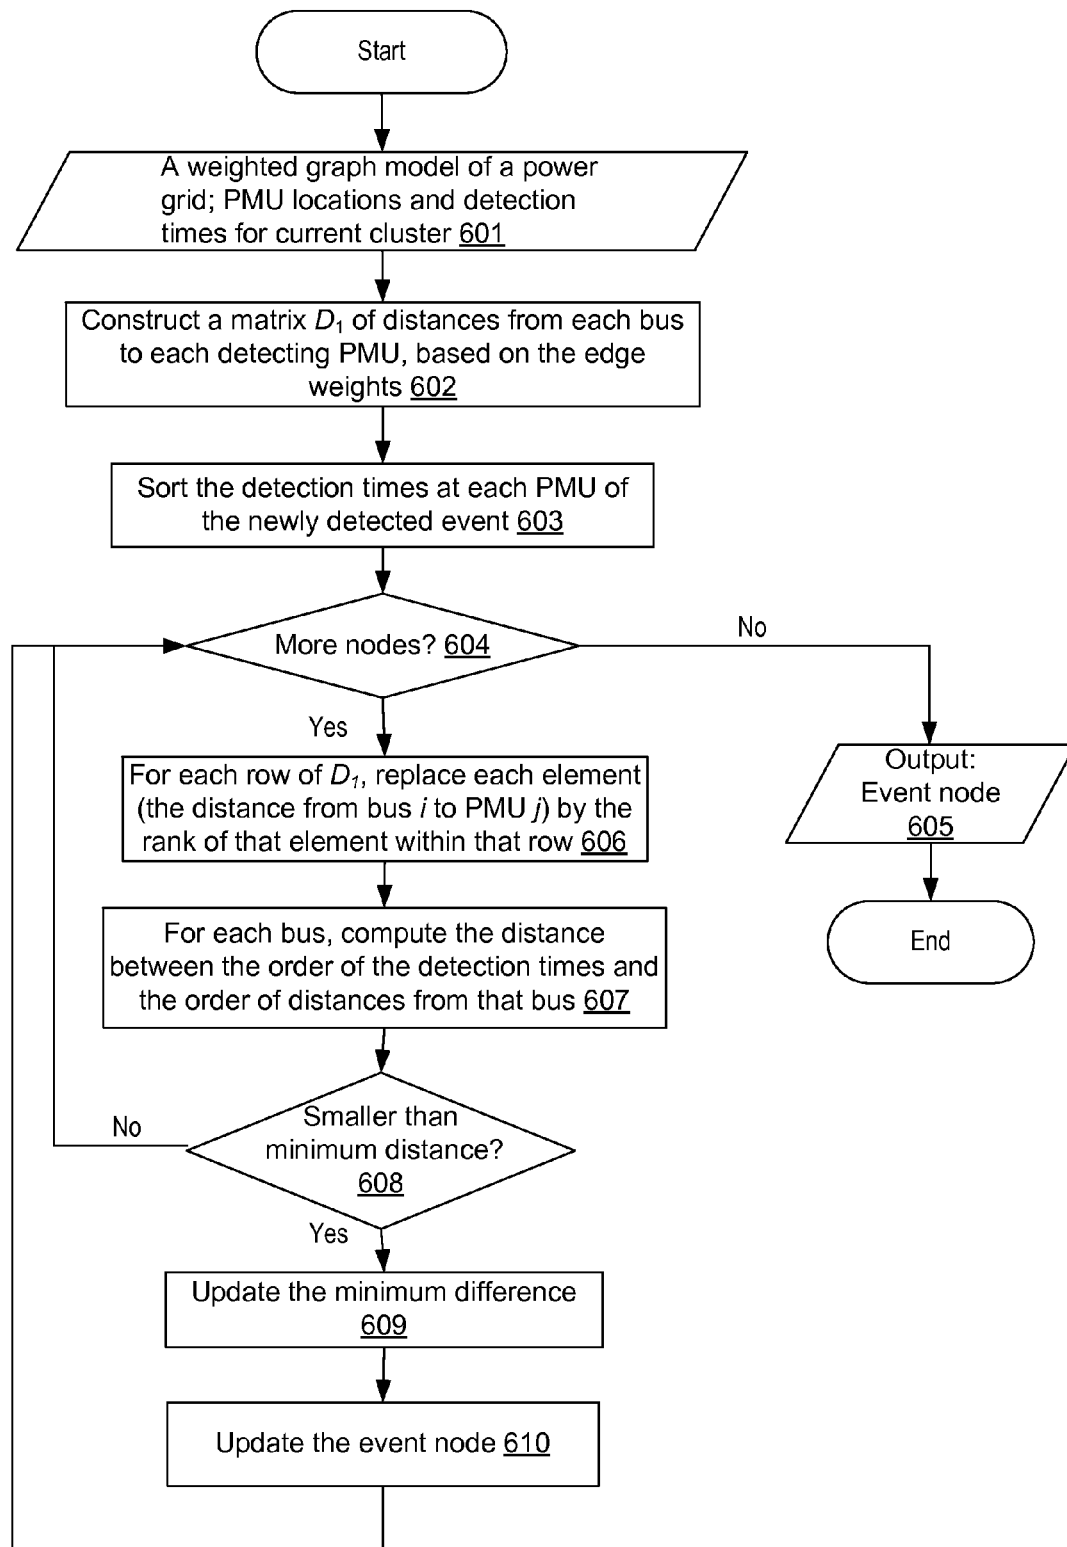 Start
A weighted graph model of a power
grid; PMU locations and detection
times for current cluster 601
Construct a matrix D1 of distances from each bus
to each detecting PMU, based on the edge
weights 602
Sort the detection times at each PMU of
the newly detected event 603
More nodes? 604
No
Yes
For each row of D1, replace each element
(the distance from bus i to PMU j) by the
rank of that element within that row 606
Output:
Event node
605
For each bus, compute the distance
between the order of the detection times and
the order of distances from that bus 607
End
Smaller than
minimum distance?
608
No
Yes
Update the minimum difference
609
Update the event node 610